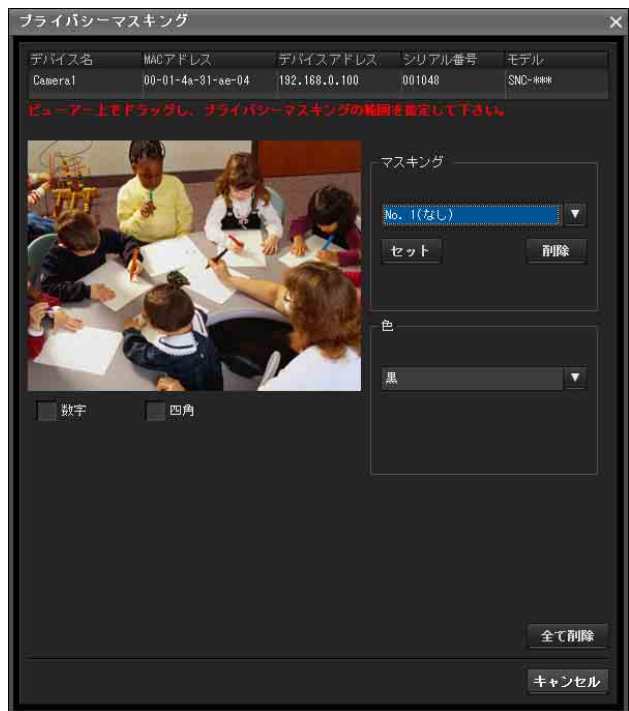 プライバシーマスキング
デバイス名 MACアドレス デバイスアドレス シリアル番号 モデル
Camera1 00-01-4a-31-ae-04 192.168.0.100 001048 SNC-***
ビューアー上でドラッグし、プライバシーマスキングの範囲を指定して下さい。
マスキング
No. 1(なし)
セット 削除
色
黒
数字 四角
全て削除
キャンセル